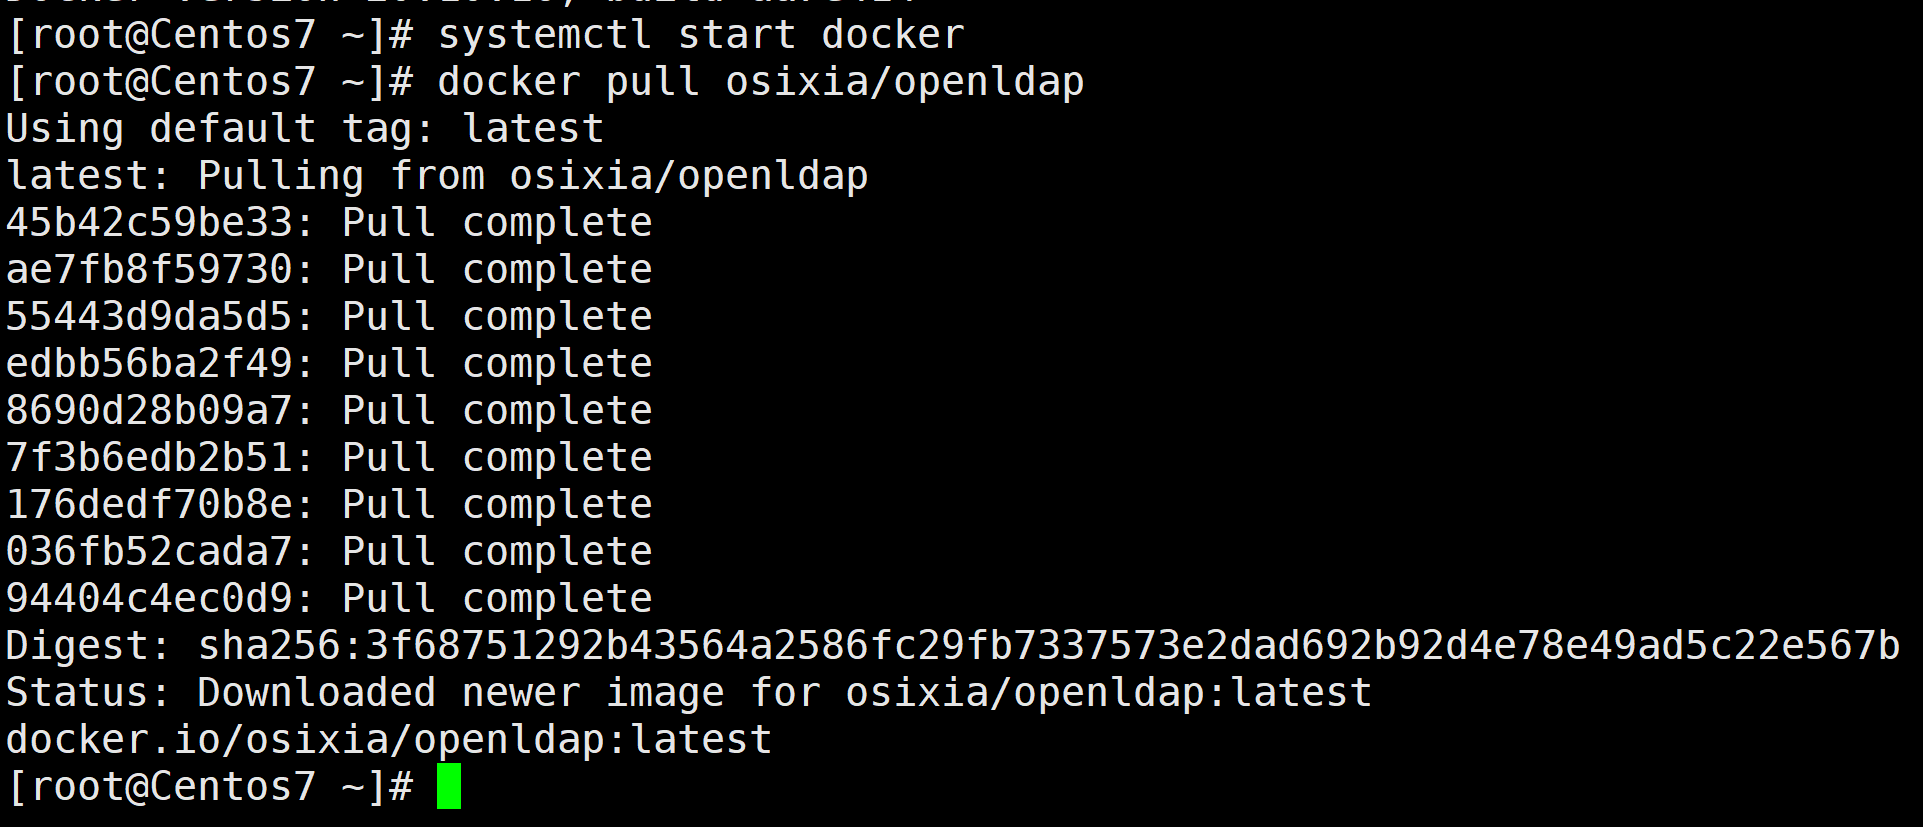 [root@Centos7 ~]# systemctl start docker
[root@Centos7 ~]# docker pull osixia/openldap
Using default tag: latest
latest: Pulling from osixia/openldap
45b42c59be33: Pull complete
ae7fb8f59730: Pull complete
55443d9da5d5: Pull complete
edbb56ba2f49: Pull complete
8690d28b09a7: Pull complete
7f3b6edb2b51: Pull complete
176dedf70b8e: Pull complete
036fb52cada7: Pull complete
94404c4ec0d9: Pull complete
Digest: sha256:3f68751292b43564a2586fc29fb7337573e2dad692b92d4e78e49ad5c22e567b
Status: Downloaded newer image for osixia/openldap:latest
docker.io/osixia/openldap:latest
[root@Centos7 ~]#